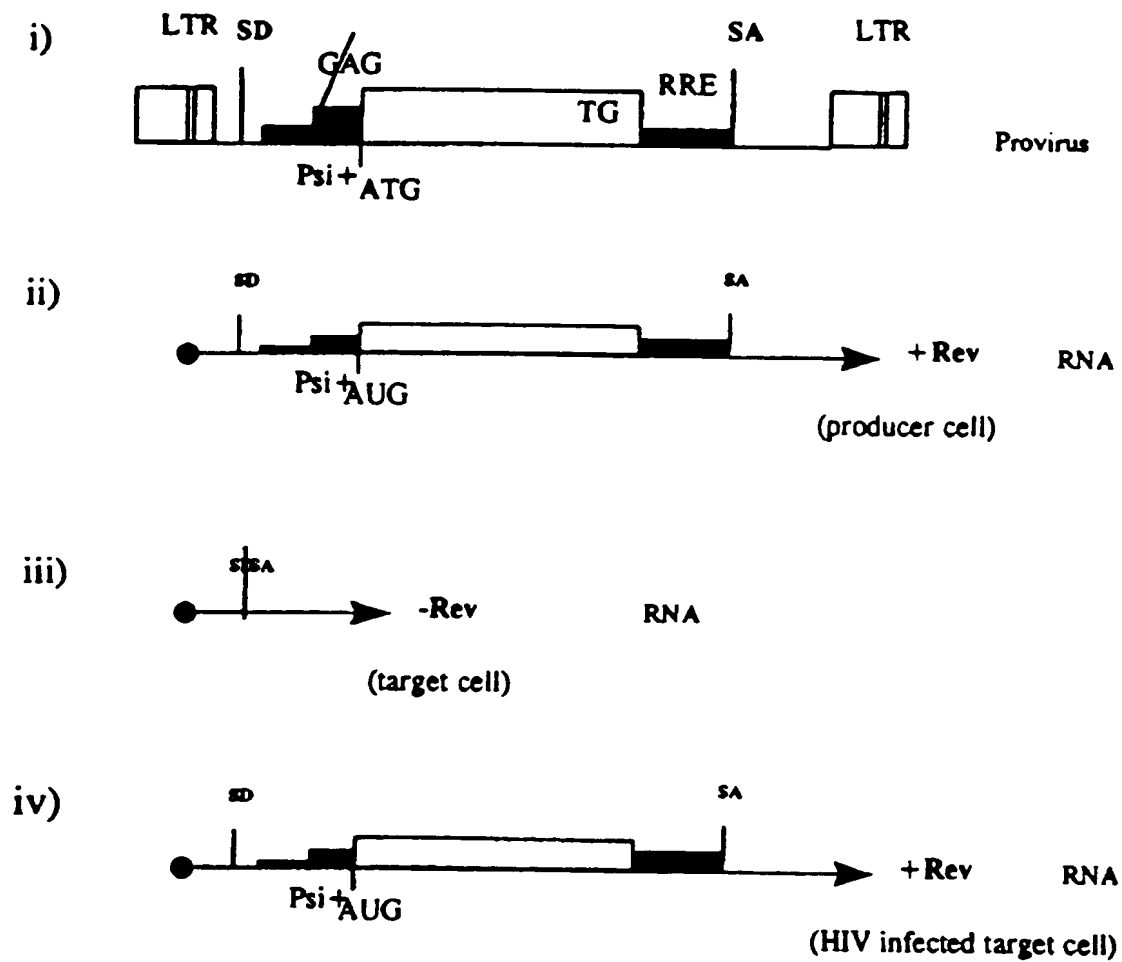 i)
LTR SD SA LTR
GAG RRE
TG
Provirus
Psi+ ATG
ii)
SD SA
+Rev RNA
Psi+ AUG
(producer cell)
iii)
SA
-Rev RNA
(target cell)
iv)
SD SA
+Rev RNA
Psi+ AUG
(HIV infected target cell)